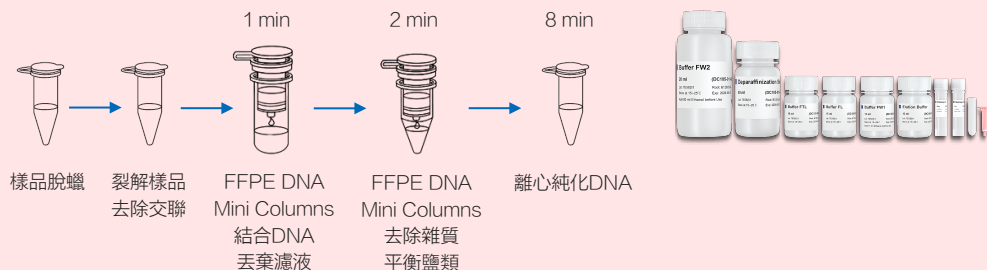 1 min
2 min
8 min
樣品脫蠟
裂解樣品
去除交聯
FFPE DNA
Mini Columns
結合DNA
丟棄濾液
FFPE DNA
Mini Columns
去除雜質
平衡鹽類
離心純化DNA
Buffer FW2
Buffer FTL
Buffer FL
Buffer FW1
Elution Buffer